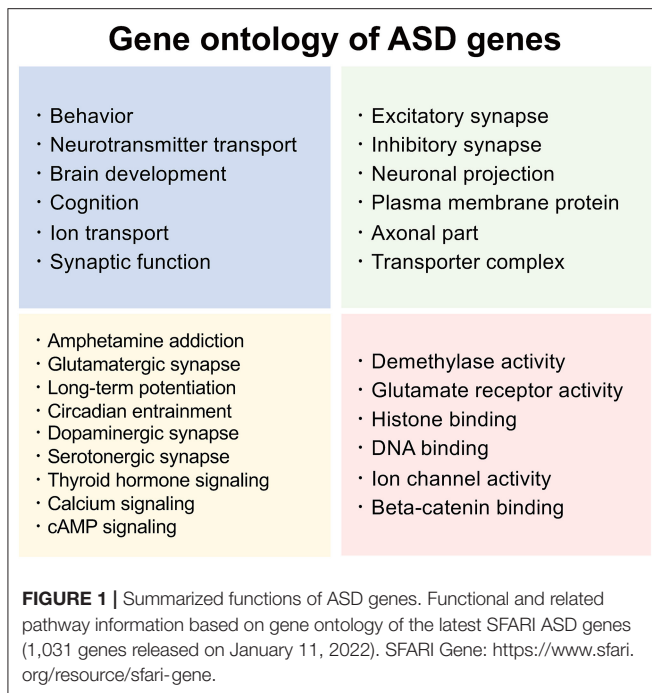 Gene ontology of ASD genes
· Behavior
· Neurotransmitter transport
· Brain development
· Cognition
· Ion transport
· Synaptic function
· Excitatory synapse
· Inhibitory synapse
· Neuronal projection
· Plasma membrane protein
· Axonal part
· Transporter complex
· Amphetamine addiction
· Glutamatergic synapse
· Long-term potentiation
· Circadian entrainment
· Dopaminergic synapse
· Serotonergic synapse
· Thyroid hormone signaling
· Calcium signaling
· cAMP signaling
· Demethylase activity
· Glutamate receptor activity
· Histone binding
· DNA binding
· Ion channel activity
· Beta-catenin binding
FIGURE 1 | Summarized functions of ASD genes. Functional and related
pathway information based on gene ontology of the latest SFARI ASD genes
(1,031 genes released on January 11, 2022). SFARI Gene: https://www.sfari.
org/resource/sfari-gene.